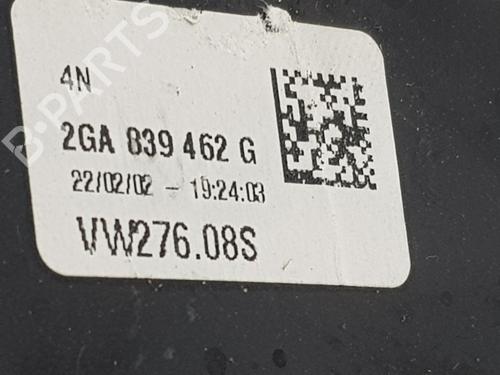 B-PARTS
4N
2GA 839 462 G
22/02/02 - 19:24:03
VW276.08S